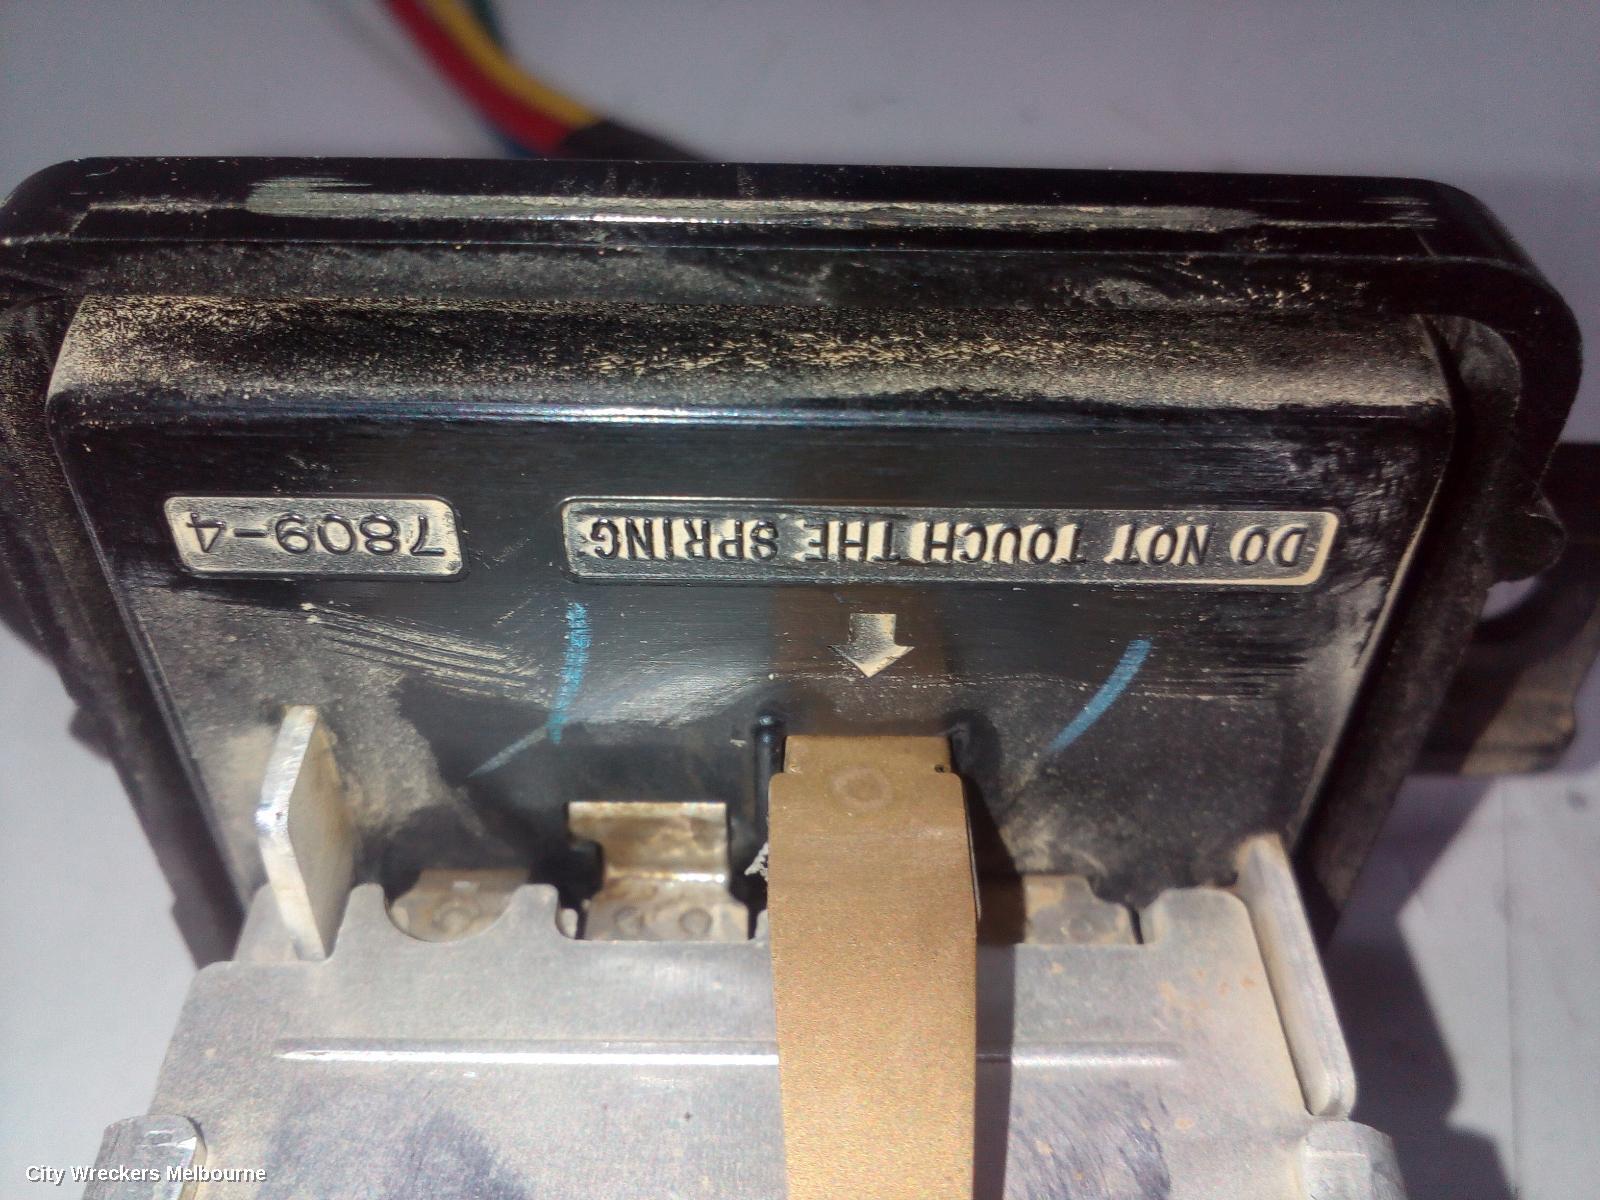 DO NOT TOUCH THE SPRING
7809-4
City Wreckers Melbourne